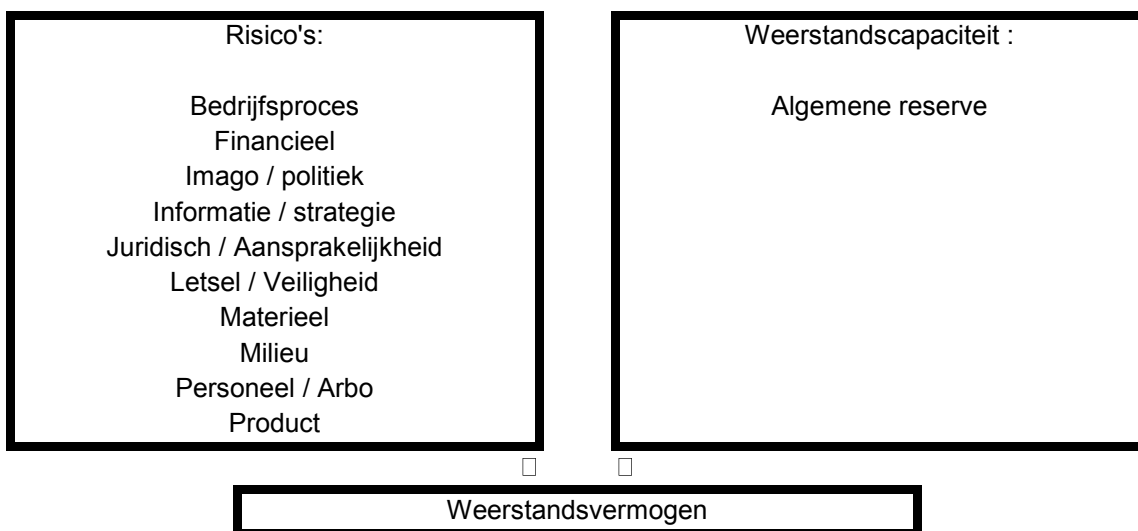 Risico's:
Bedrijfsproces
Financieel
Imago / politiek
Informatie / strategie
Juridisch / Aansprakelijkheid
Letsel / Veiligheid
Materieel
Milieu
Personeel / Arbo
Product
Weerstandscapaciteit :
Algemene reserve
Weerstandsvermogen